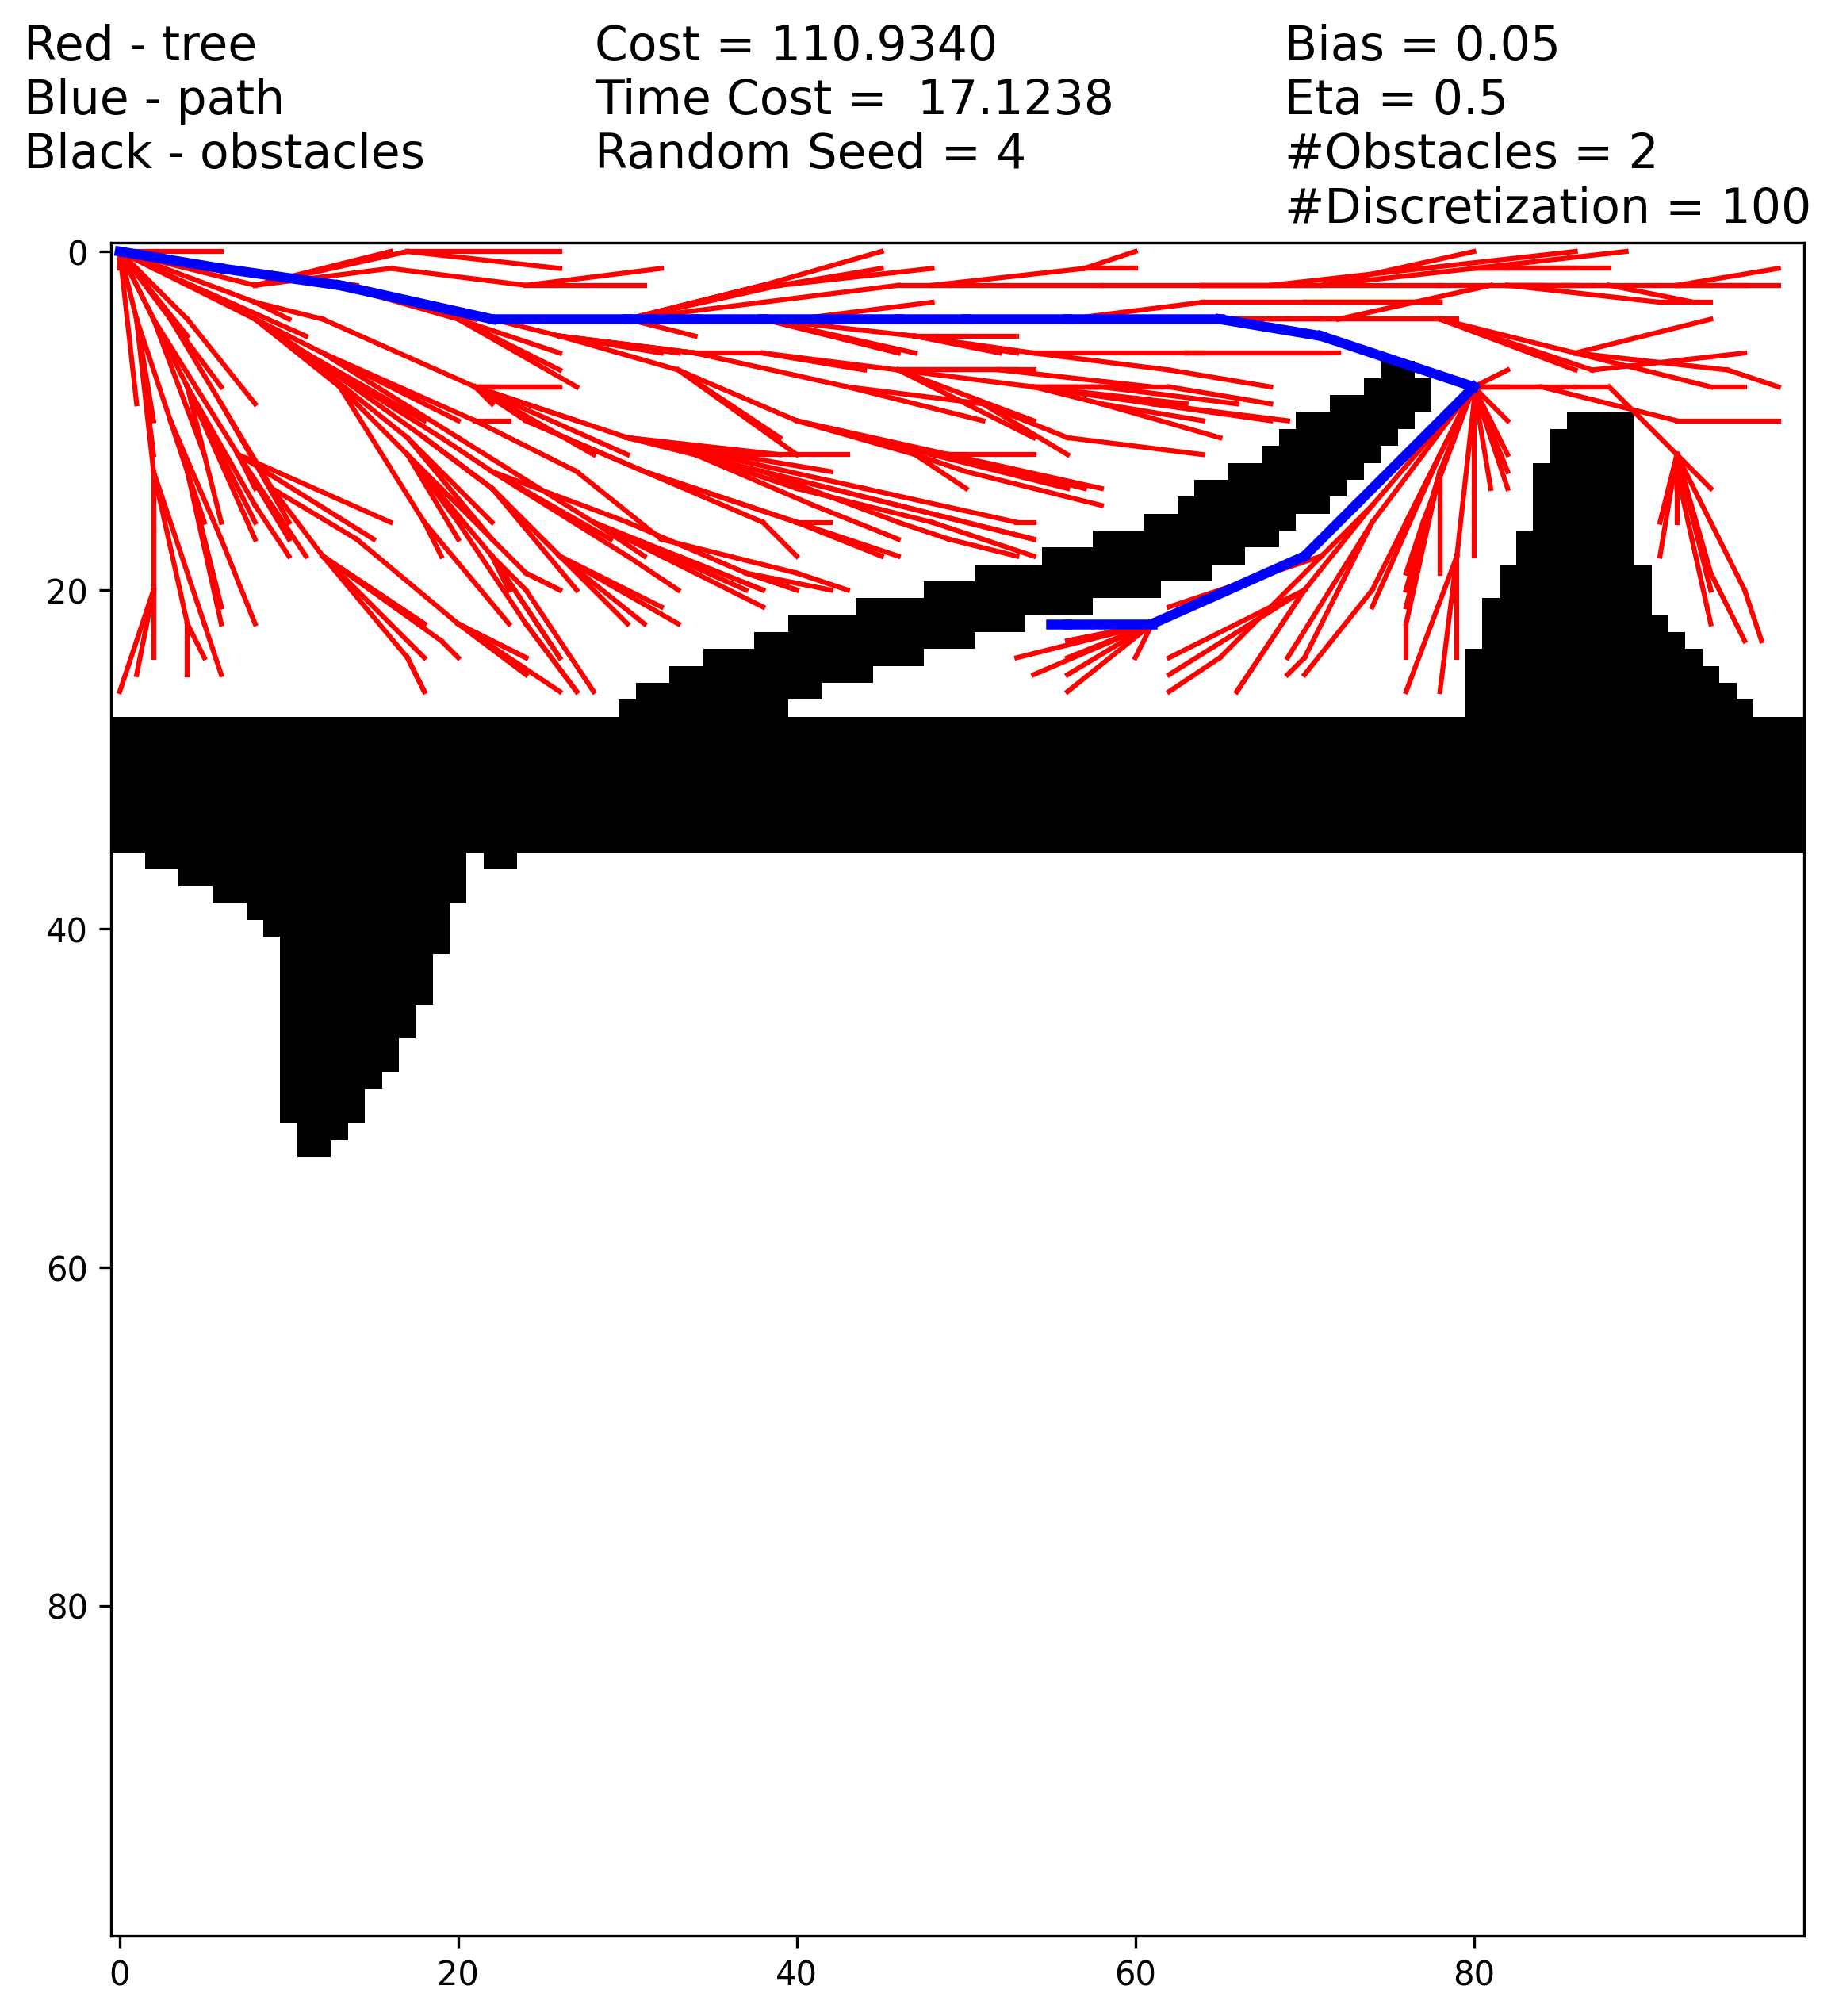 Red - tree
Blue - path
Black - obstacles
Cost = 110.9340
Time Cost =  17.1238
Random Seed = 4
Bias = 0.05
Eta = 0.5
#Obstacles = 2
#Discretization = 100
0
20
40
60
80
0
20
40
60
80